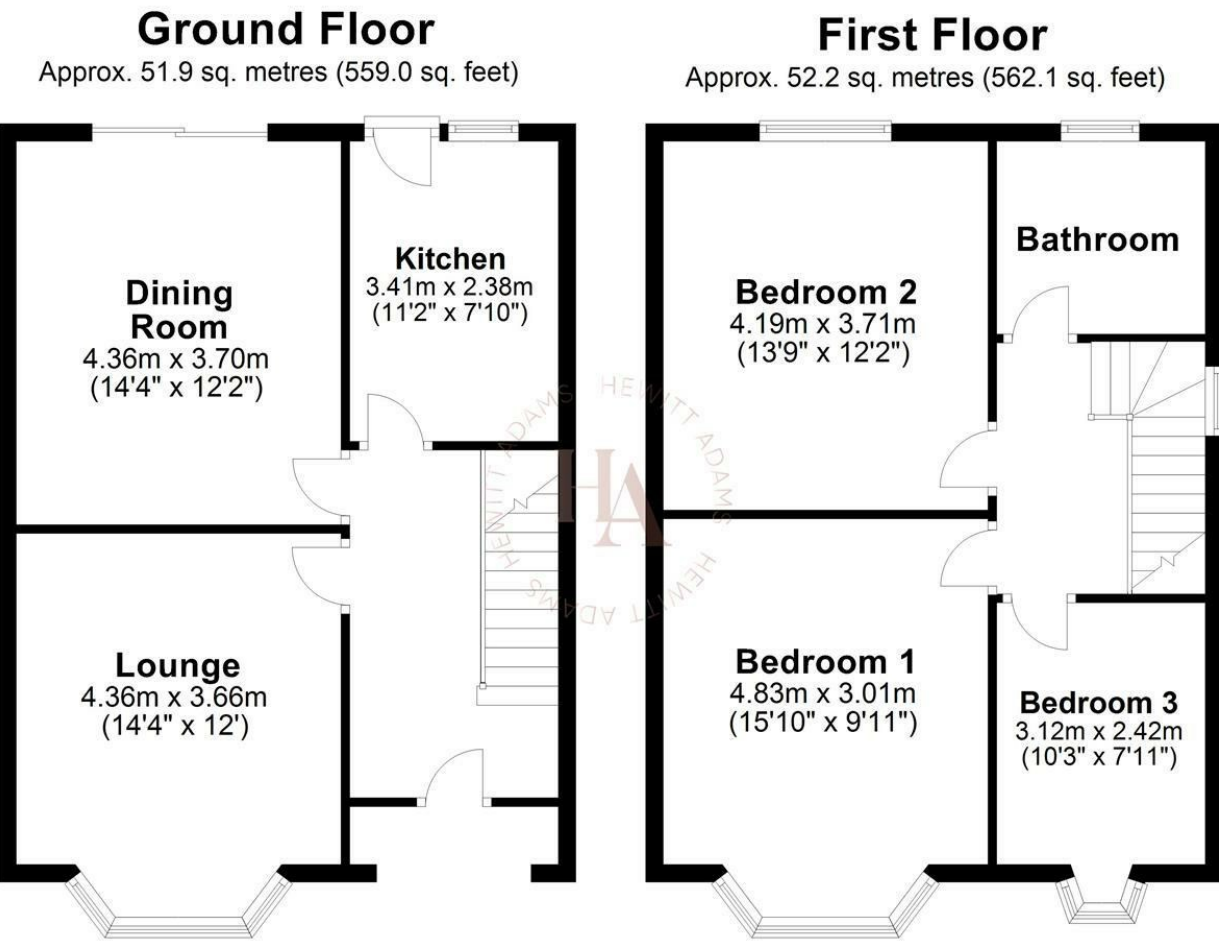 Ground Floor
Approx. 51.9 sq. metres (559.0 sq. feet)
Dining
Room
4.36m x 3.70m
(14'4" x 12'2")
Kitchen
3.41m x 2.38m
(11'2" x 7'10")
Lounge
4.36m x 3.66m
(14'4" x 12')
First Floor
Approx. 52.2 sq. metres (562.1 sq. feet)
Bedroom 2
4.19m x 3.71m
(13'9" x 12'2")
Bathroom
Bedroom 1
4.83m x 3.01m
(15'10" x 9'11")
Bedroom 3
3.12m x 2.42m
(10'3" x 7'11")
HEWITT ADAMS HEWITT ADAMS HEWITT ADAMS
HA